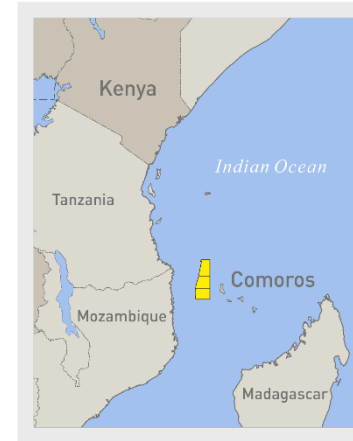 Kenya
Indian Ocean
Tanzania
Comoros
Mozambique
Madagascar